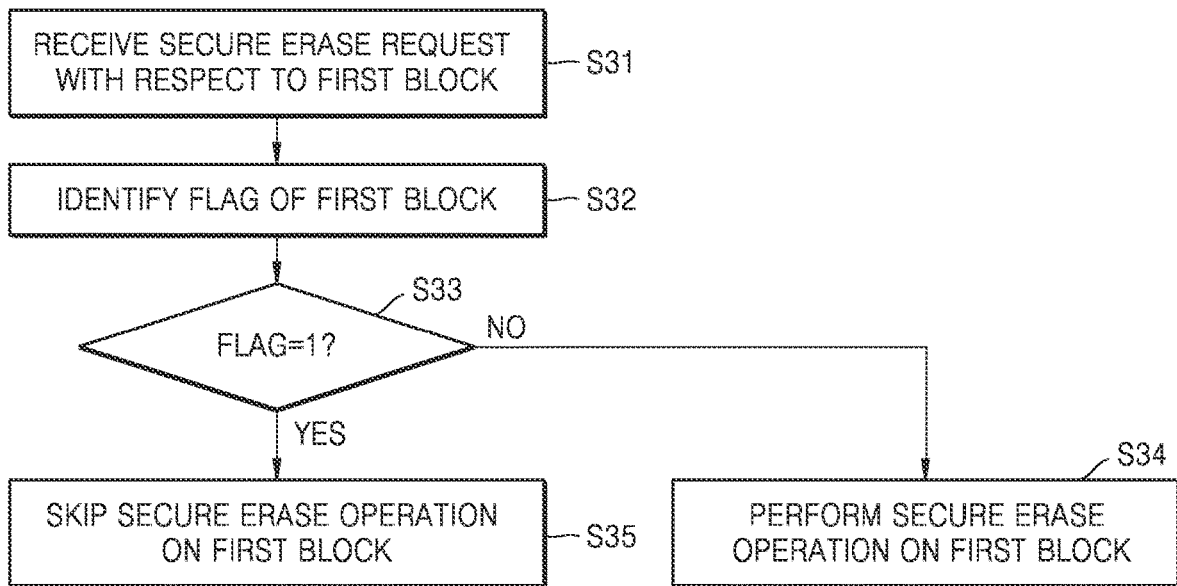 RECEIVE SECURE ERASE REQUEST
WITH RESPECT TO FIRST BLOCK
S31
IDENTIFY FLAG OF FIRST BLOCK
S32
S33
FLAG=1?
NO
YES
SKIP SECURE ERASE OPERATION
ON FIRST BLOCK
S35
S34
PERFORM SECURE ERASE
OPERATION ON FIRST BLOCK